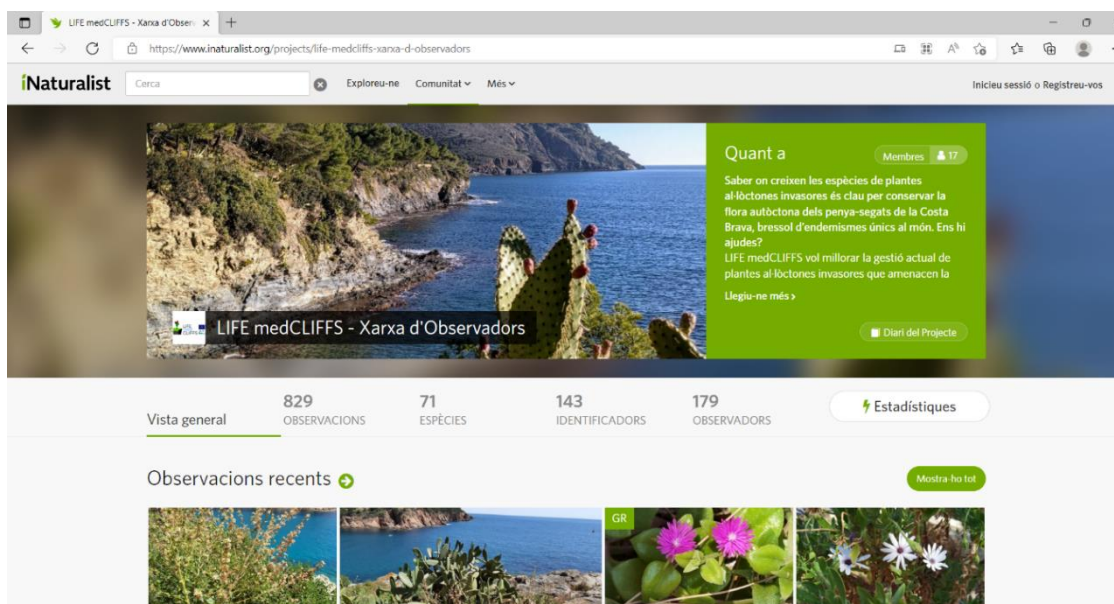 LIFE medCLIFFS - Xarxa d'Observ
https://www.inaturalist.org/projects/life-medcliffs-xarxa-d-observadors
iNaturalist
Cerca
Exploreu-ne
Comunitat
Més
Inicieu sessió o Registreu-vos
Quant a
Membres 17
Saber on creixen les espècies de plantes
al·lòctones invasores és clau per conservar la
flora autòctona dels penya-segats de la Costa
Brava, bressol d'endemismes únics al món. Ens hi
ajudes?
LIFE medCLIFFS vol millorar la gestió actual de
plantes al·lòctones invasores que amenacen la
Llegiu-ne més >
Diari del Projecte
LIFE medCLIFFS - Xarxa d'Observadors
Vista general
829
OBSERVACIONS
71
ESPÈCIES
143
IDENTIFICADORS
179
OBSERVADORS
Estadístiques
Observacions recents
Mostra-ho tot
GR